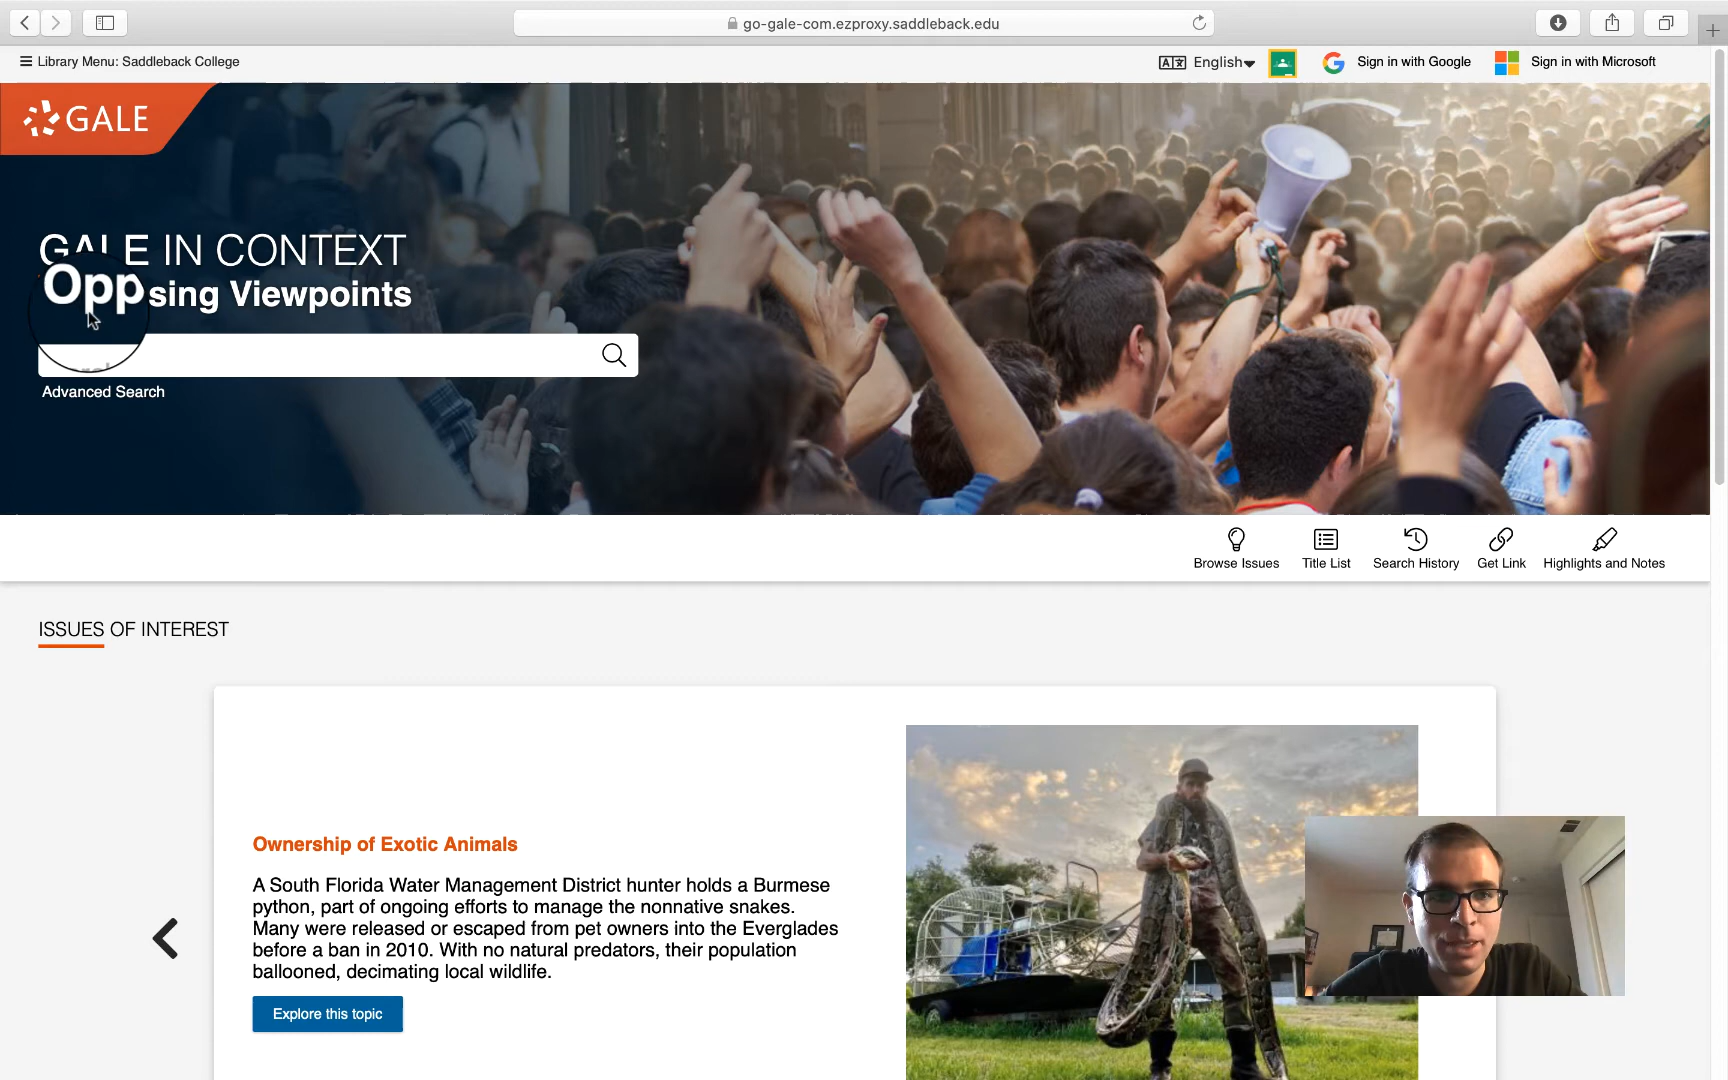 go-gale-com.ezproxy.saddleback.edu
Library Menu: Saddleback College
English
Sign in with Google
Sign in with Microsoft
GALE
GALE IN CONTEXT
Opp sing Viewpoints
Advanced Search
Browse Issues
Title List
Search History
Get Link
Highlights and Notes
ISSUES OF INTEREST
Ownership of Exotic Animals
A South Florida Water Management District hunter holds a Burmese
python, part of ongoing efforts to manage the nonnative snakes.
Many were released or escaped from pet owners into the Everglades
before a ban in 2010. With no natural predators, their population
ballooned, decimating local wildlife.
Explore this topic